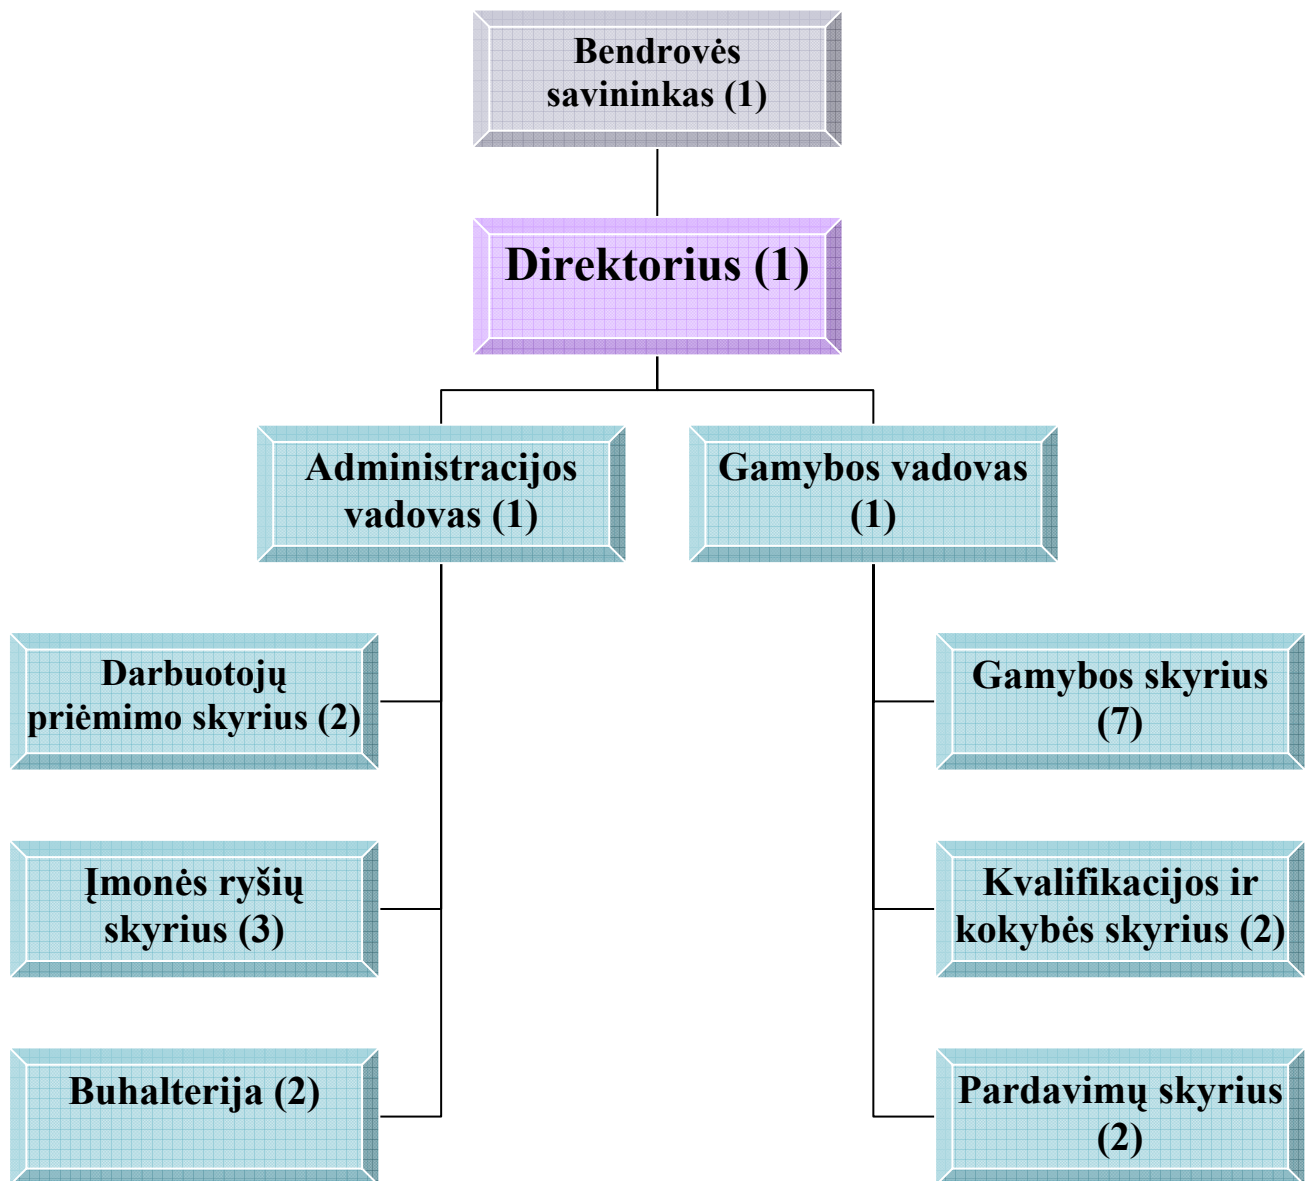 Bendrovės
savininkas (1)
Direktorius (1)
Administracijos
vadovas (1)
Gamybos vadovas
(1)
Darbuotojų
priėmimo skyrius (2)
Gamybos skyrius
(7)
Įmonės ryšių
skyrius (3)
Kvalifikacijos ir
kokybės skyrius (2)
Buhalterija (2)
Pardavimų skyrius
(2)